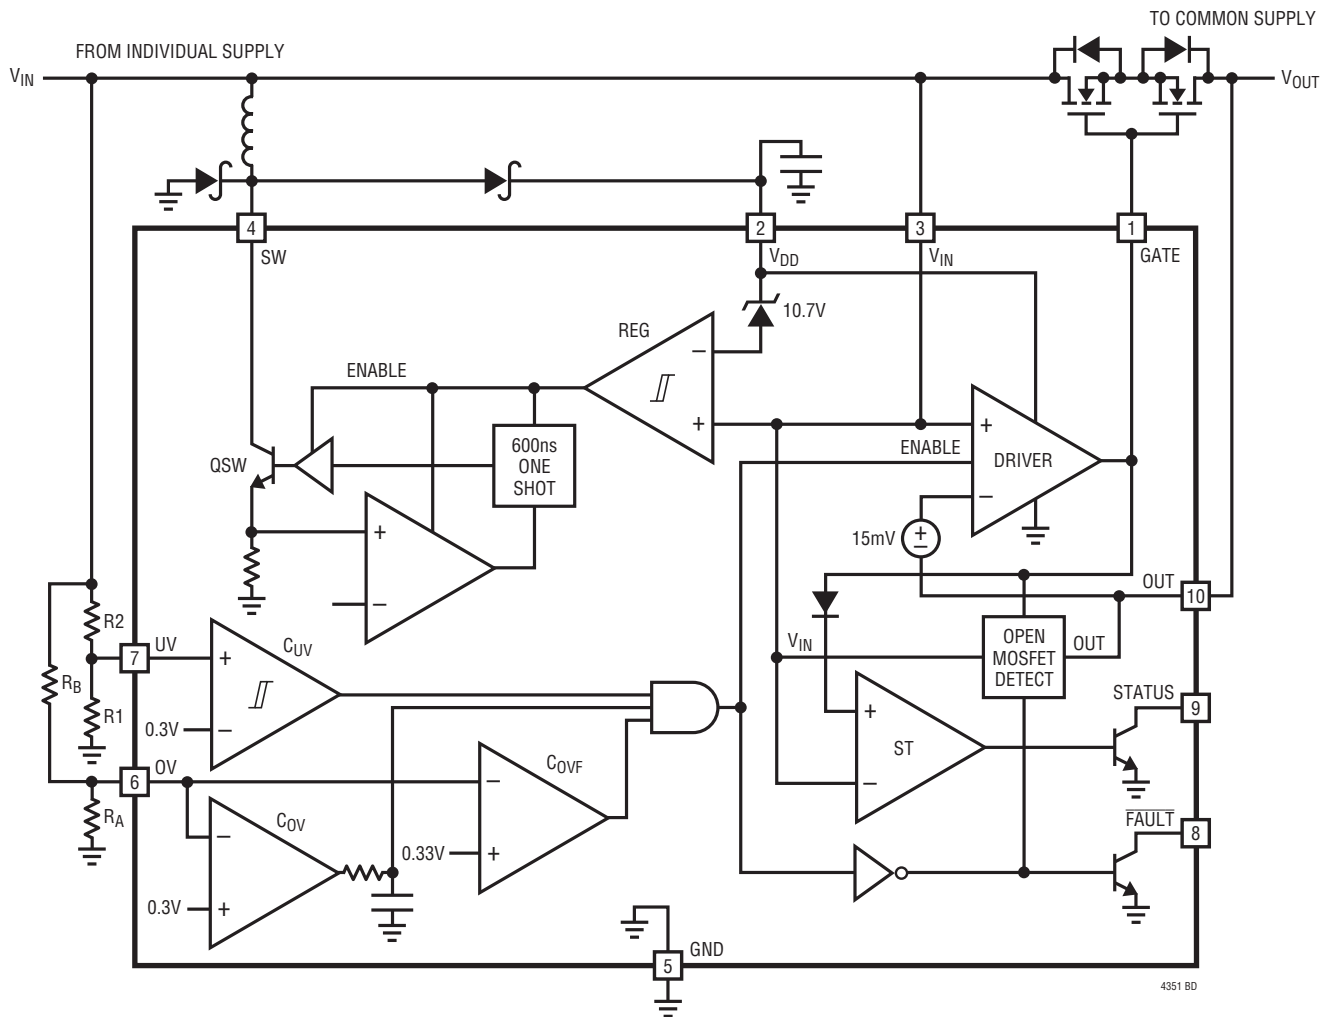 TO COMMON SUPPLY
FROM INDIVIDUAL SUPPLY
VIN
VOUT
4
2
3
1
SW
VDD
VIN
GATE
10.7V
REG
–
ENABLE
+
+
600ns
ONE
SHOT
ENABLE
DRIVER
QSW
–
15mV
+
–
+
–
OUT
10
R2
UV
7
CUV
+
VIN
OPEN
MOSFET
DETECT
OUT
RB
R1
0.3V
–
STATUS
9
+
ST
OV
6
–
COVF
–
RA
COV
–
FAULT
8
0.33V
+
0.3V
+
GND
5
4351 BD